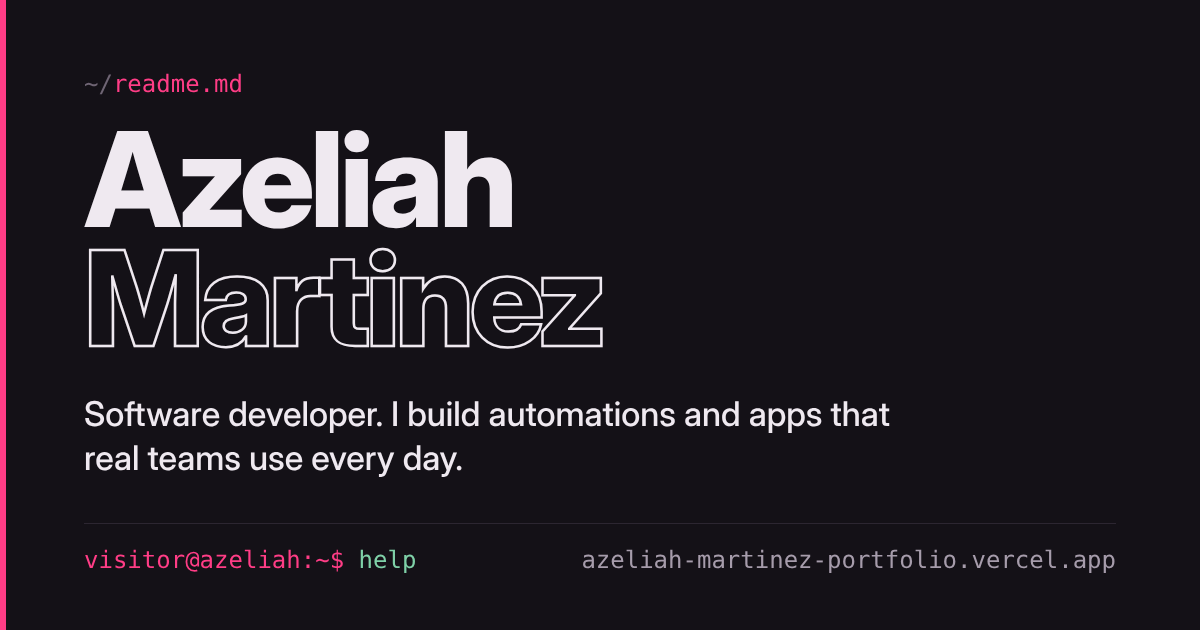 ~/readme.md
Azeliah
Martinez
Software developer. I build automations and apps that
real teams use every day.
visitor@azeliah:~$ help
azeliah-martinez-portfolio.vercel.app